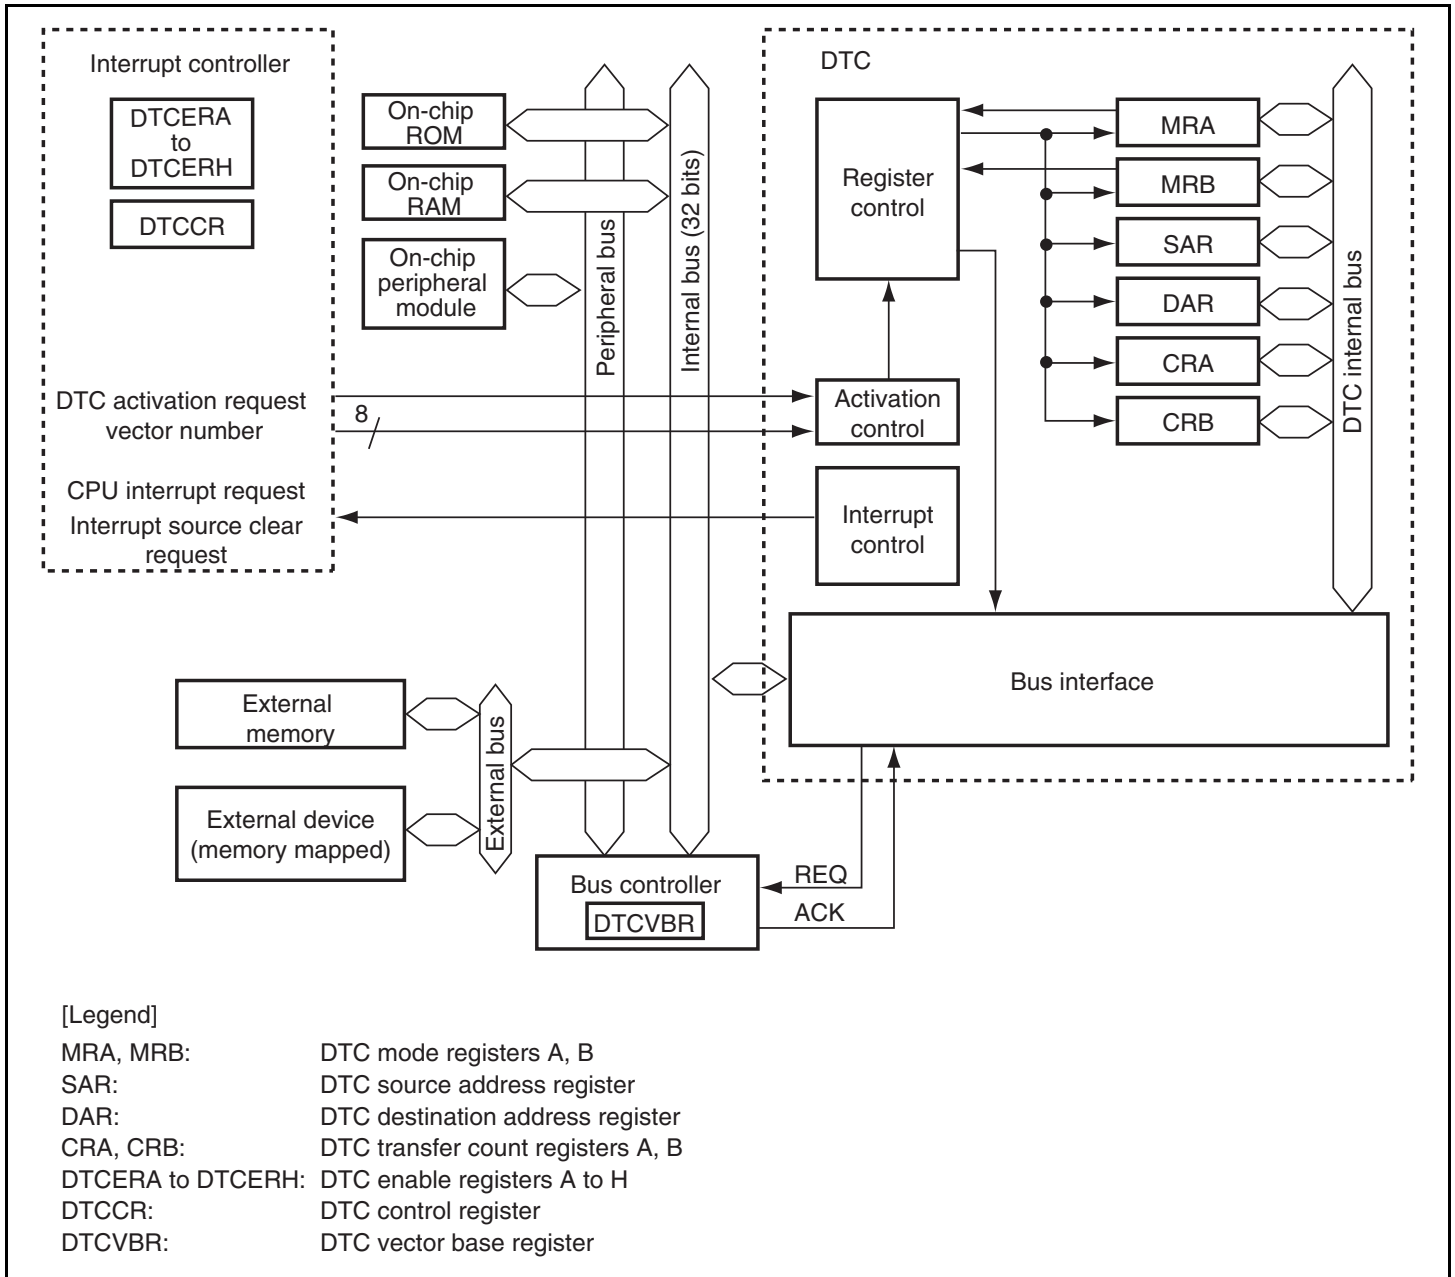 Interrupt controller
DTCERA
to
DTCERH
DTCCR
DTC activation request
vector number
8
CPU interrupt request
Interrupt source clear
request
On-chip
ROM
On-chip
RAM
On-chip
peripheral
module
Peripheral bus
Internal bus (32 bits)
DTC
Register
control
Activation
control
Interrupt
control
MRA
MRB
SAR
DAR
CRA
CRB
DTC internal bus
Bus interface
External
memory
External device
(memory mapped)
External bus
Bus controller
DTCVBR
REQ
ACK
[Legend]
MRA, MRB: DTC mode registers A, B
SAR: DTC source address register
DAR: DTC destination address register
CRA, CRB: DTC transfer count registers A, B
DTCERA to DTCERH: DTC enable registers A to H
DTCCR: DTC control register
DTCVBR: DTC vector base register